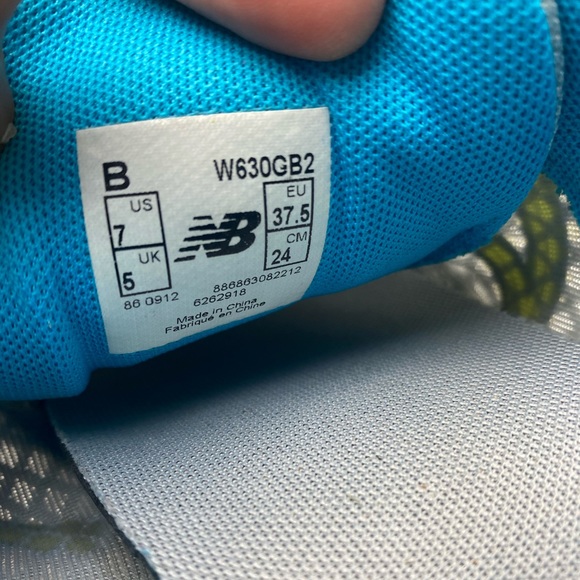 B W630GB2
US EU
7 NB 37.5
UK CM
5 24
86 0912 886863082212
6262918
Made in China
Fabriqué en Chine